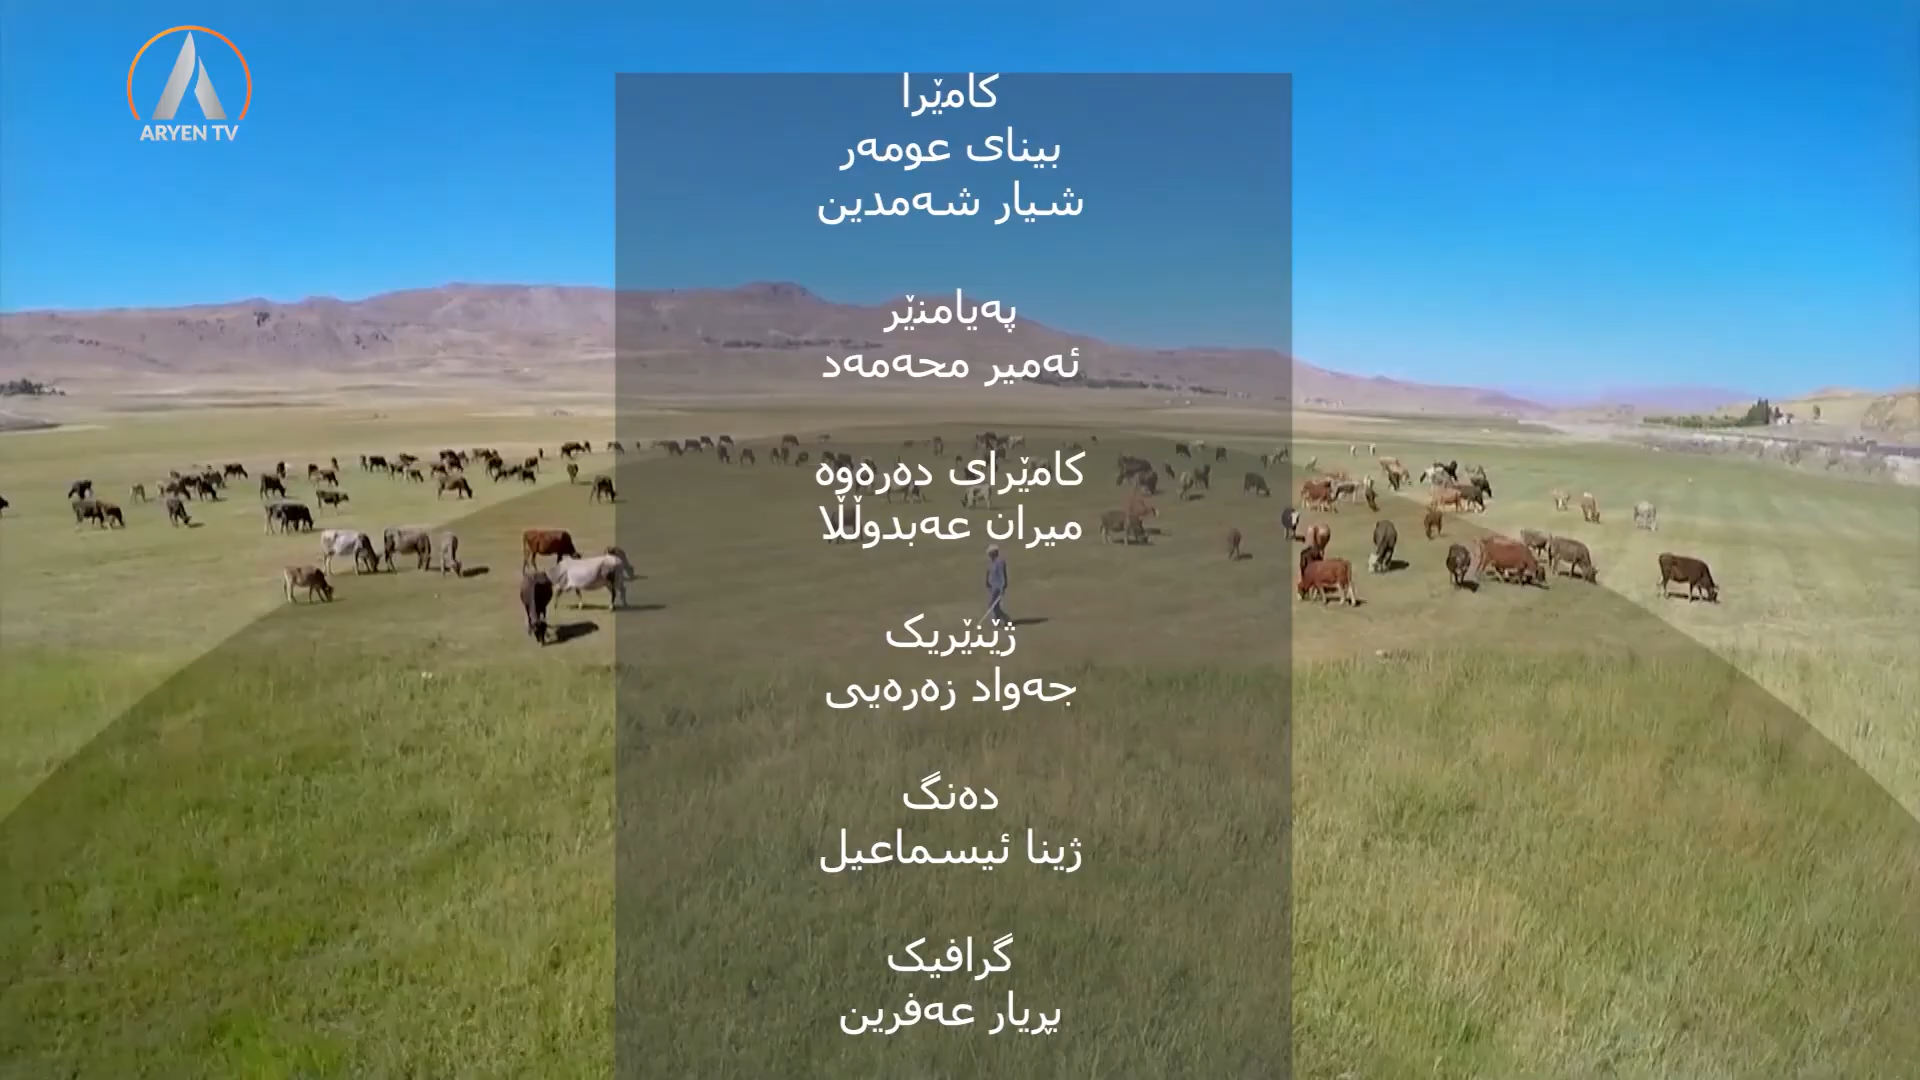 ARYEN TV
کامێرا
بینای عومەر
شیار شەمدین
پەیامنێر
ئەمیر محەمەد
کامێرای دەرەوە
میران عەبدوڵڵا
ژێنێریک
جەواد زەرەیی
دەنگ
ژینا ئیسماعیل
گرافیک
پریار عەفرین